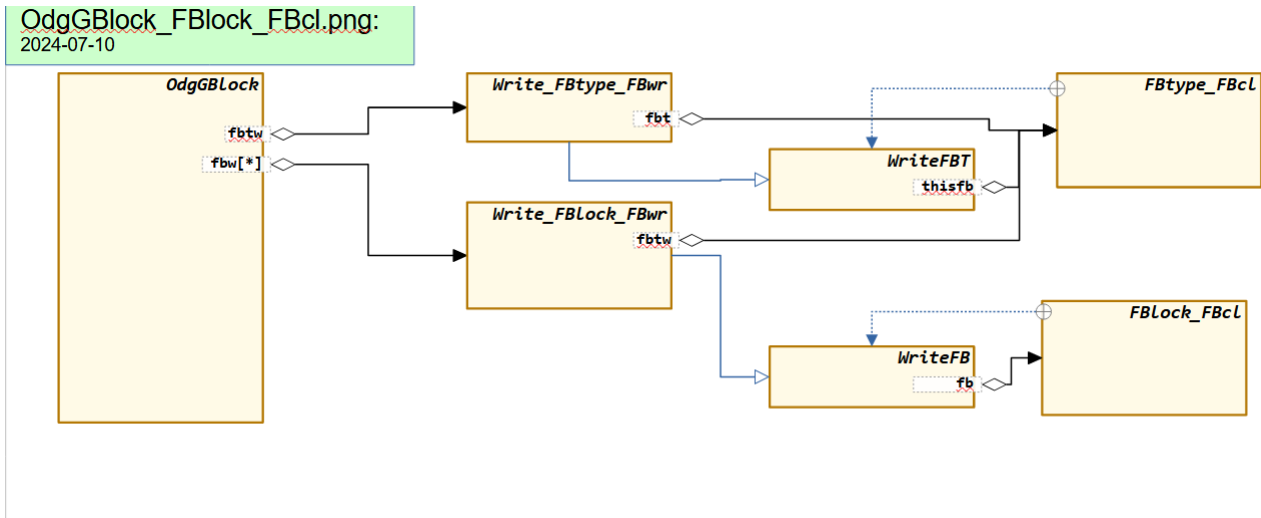 OdgGBlock_FBlock_FBcl.png:
2024-07-10
OdgGBlock
fbtw
fbw[*]
Write_FBtype_FBwr
fbt
FBtype_FBcl
WriteFBT
thisfb
Write_FBlock_FBwr
fbtw
FBlock_FBcl
WriteFB
fb